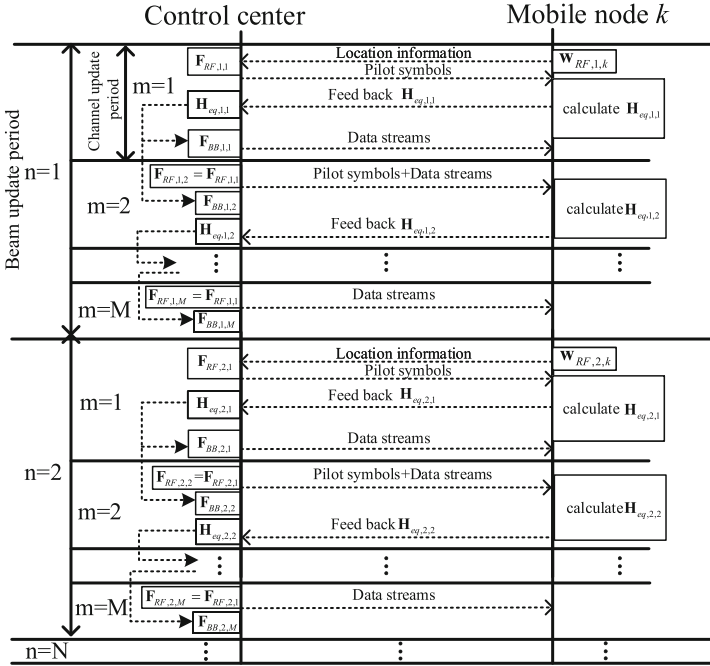 Control center
Mobile node k
Beam update period
n=1
Channel update period
m=1
F_{RF,1,1}
Location information
W_{RF,1,k}
Pilot symbols
H_{eq,1,1}
Feed back H_{eq,1,1}
calculate H_{eq,1,1}
F_{BB,1,1}
Data streams
m=2
F_{RF,1,2} = F_{RF,1,1}
Pilot symbols+Data streams
F_{BB,1,2}
calculate H_{eq,1,2}
H_{eq,1,2}
Feed back H_{eq,1,2}
⋮ ⋮ ⋮
m=M
F_{RF,1,M} = F_{RF,1,1}
Data streams
F_{BB,1,M}
n=2
m=1
F_{RF,2,1}
Location information
W_{RF,2,k}
Pilot symbols
H_{eq,2,1}
Feed back H_{eq,2,1}
calculate H_{eq,2,1}
F_{BB,2,1}
Data streams
m=2
F_{RF,2,2} = F_{RF,2,1}
Pilot symbols+Data streams
F_{BB,2,2}
calculate H_{eq,2,2}
H_{eq,2,2}
Feed back H_{eq,2,2}
⋮ ⋮ ⋮
m=M
F_{RF,2,M} = F_{RF,2,1}
Data streams
F_{BB,2,M}
n=N
⋮ ⋮ ⋮